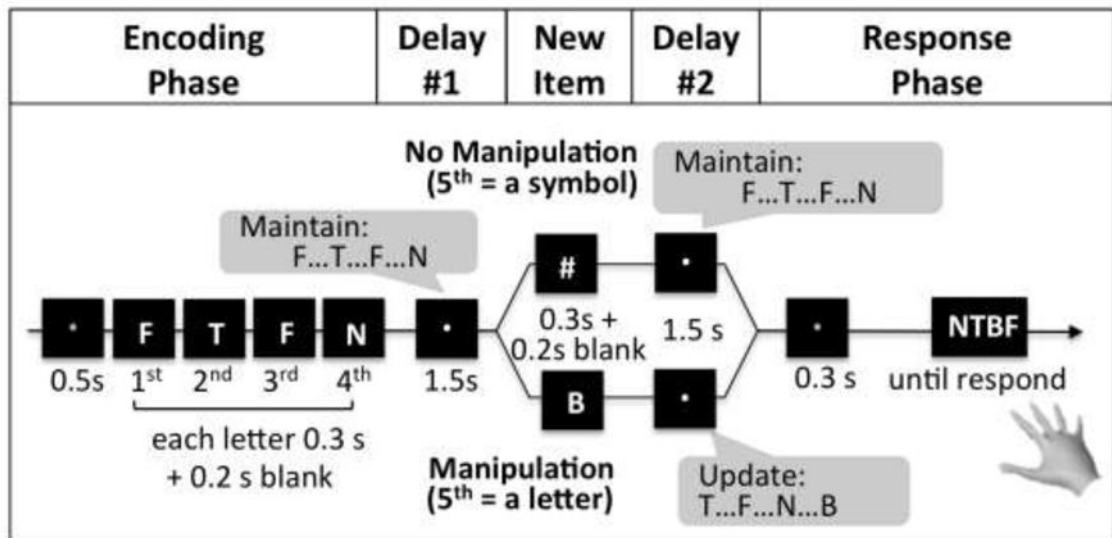 Encoding Phase
Delay #1
New Item
Delay #2
Response Phase
No Manipulation
(5th = a symbol)
Maintain:
F...T...F...N
Maintain:
F...T...F...N
#
F
T
F
N
B
NTBF
0.5s
1st
2nd
3rd
4th
1.5s
0.3s +
0.2s blank
1.5 s
0.3 s
until respond
each letter 0.3 s
+ 0.2 s blank
Manipulation
(5th = a letter)
Update:
T...F...N...B